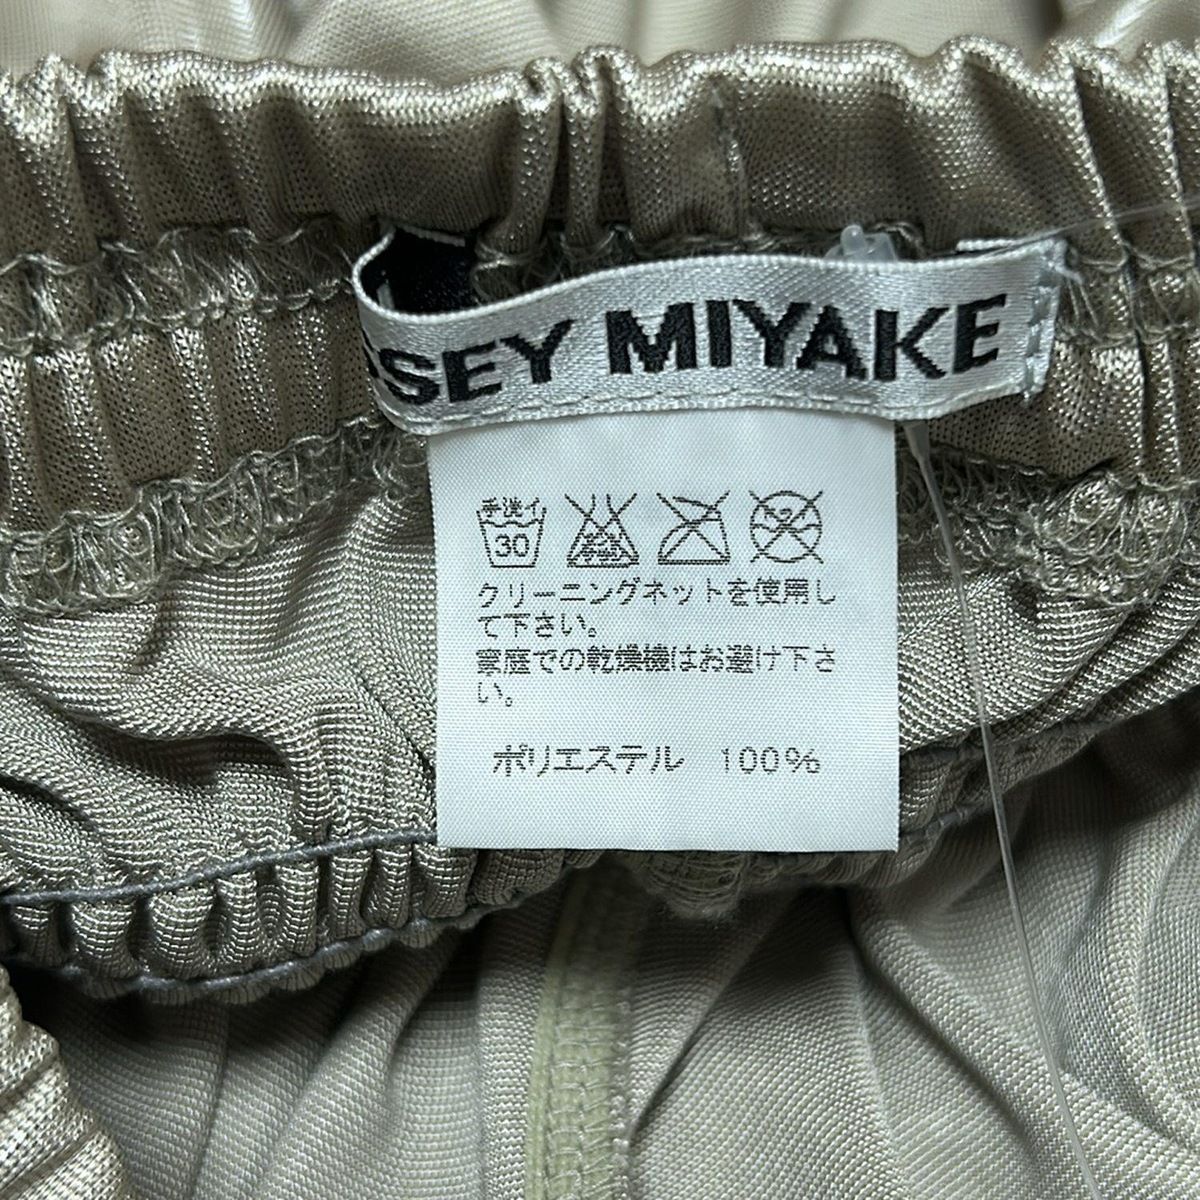 SSEY MIYAKE
手洗イ
30
クリーニングネットを使用し
て下さい。
家庭での乾燥機はお避け下さ
い。
ポリエステル 100%